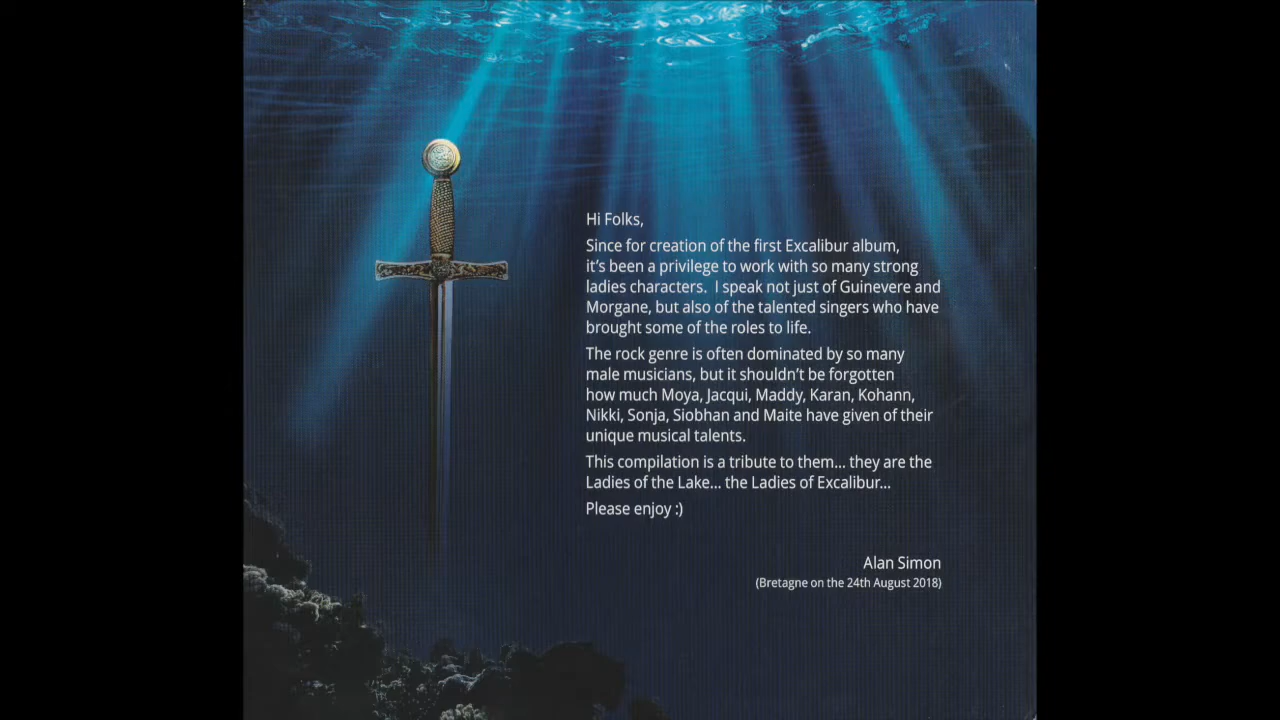 Hi Folks,
Since for creation of the first Excalibur album,
it's been a privilege to work with so many strong
ladies characters.  I speak not just of Guinevere and
Morgane, but also of the talented singers who have
brought some of the roles to life.
The rock genre is often dominated by so many
male musicians, but it shouldn't be forgotten
how much Moya, Jacqui, Maddy, Karan, Kohann,
Nikki, Sonja, Siobhan and Maite have given of their
unique musical talents.
This compilation is a tribute to them... they are the
Ladies of the Lake... the Ladies of Excalibur...
Please enjoy :)
Alan Simon
(Bretagne on the 24th August 2018)